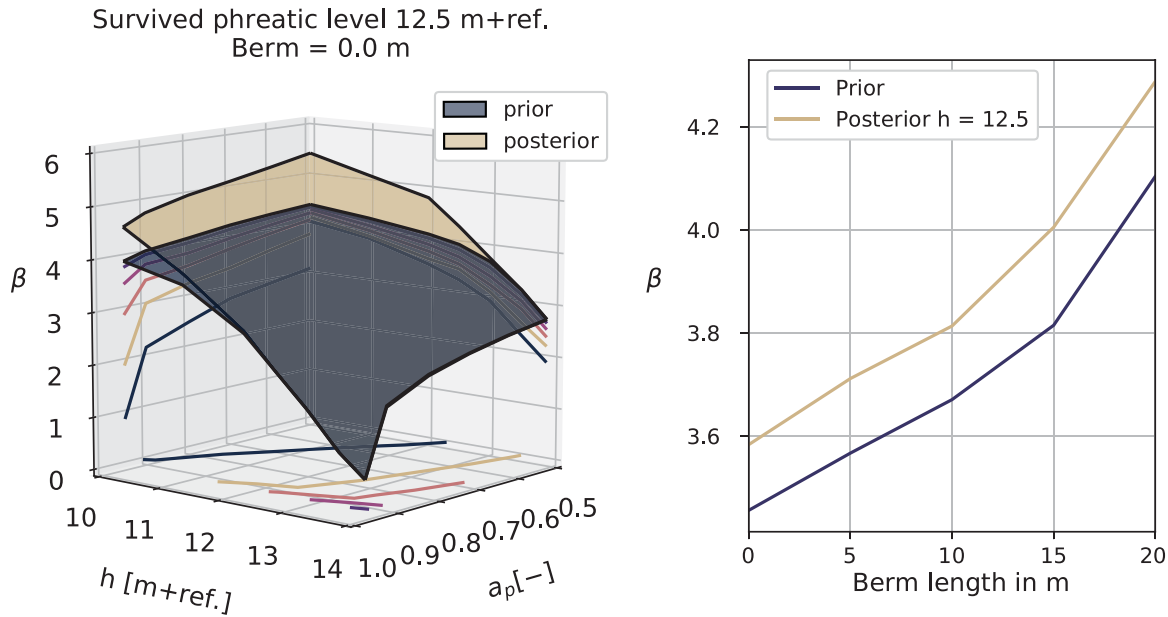 Survived phreatic level 12.5 m+ref.
Berm = 0.0 m
prior
posterior
6
5
4
3
2
1
0
β
10
11
12
13
14
h [m+ref.]
1.0
0.9
0.8
0.7
0.6
0.5
a_p[−]
Prior
Posterior h = 12.5
4.2
4.0
3.8
3.6
β
0
5
10
15
20
Berm length in m